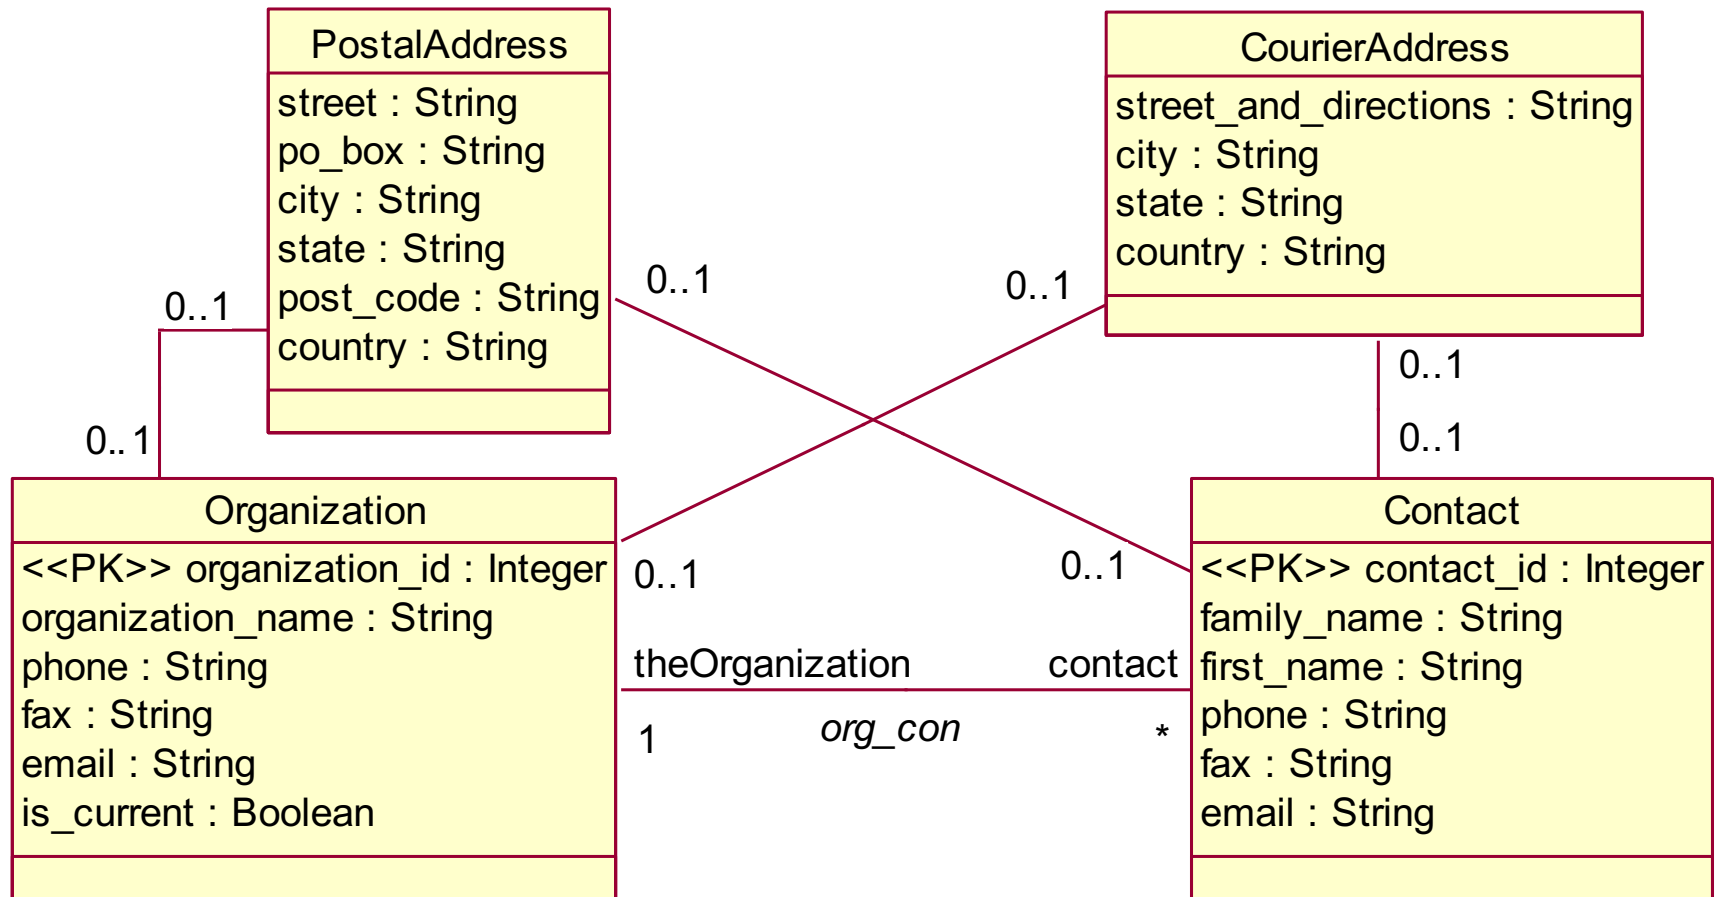 PostalAddress
street : String
po_box : String
city : String
state : String
post_code : String
country : String
CourierAddress
street_and_directions : String
city : String
state : String
country : String
0..1
0..1
0..1
0..1
0..1
0..1
0..1
0..1
Organization
<<PK>> organization_id : Integer
organization_name : String
phone : String
fax : String
email : String
is_current : Boolean
theOrganization
contact
1
org_con
*
Contact
<<PK>> contact_id : Integer
family_name : String
first_name : String
phone : String
fax : String
email : String